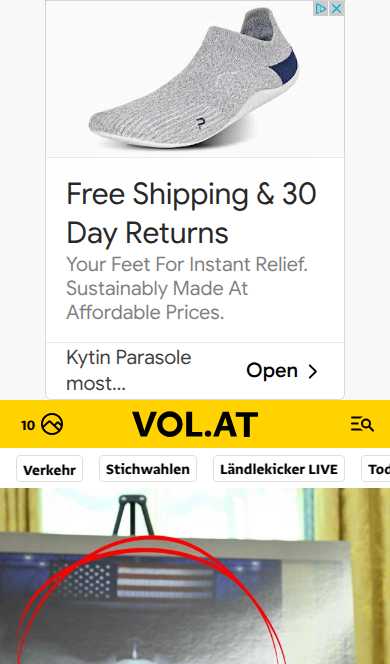 Free Shipping & 30
Day Returns
Your Feet For Instant Relief.
Sustainably Made At
Affordable Prices.
Kytin Parasole
most...
Open
10
VOL.AT
Verkehr
Stichwahlen
Ländlekicker LIVE
Tod